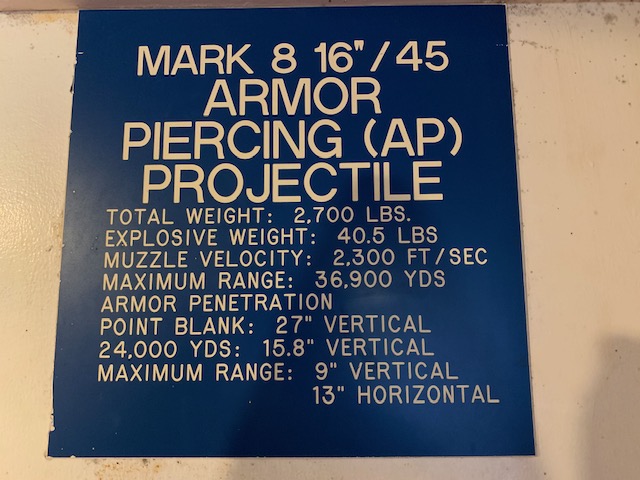 MARK 8 16"/45
ARMOR
PIERCING (AP)
PROJECTILE
TOTAL WEIGHT: 2,700 LBS.
EXPLOSIVE WEIGHT: 40.5 LBS
MUZZLE VELOCITY: 2,300 FT/SEC
MAXIMUM RANGE: 36,900 YDS
ARMOR PENETRATION
POINT BLANK: 27" VERTICAL
24,000 YDS: 15.8" VERTICAL
MAXIMUM RANGE: 9" VERTICAL
13" HORIZONTAL